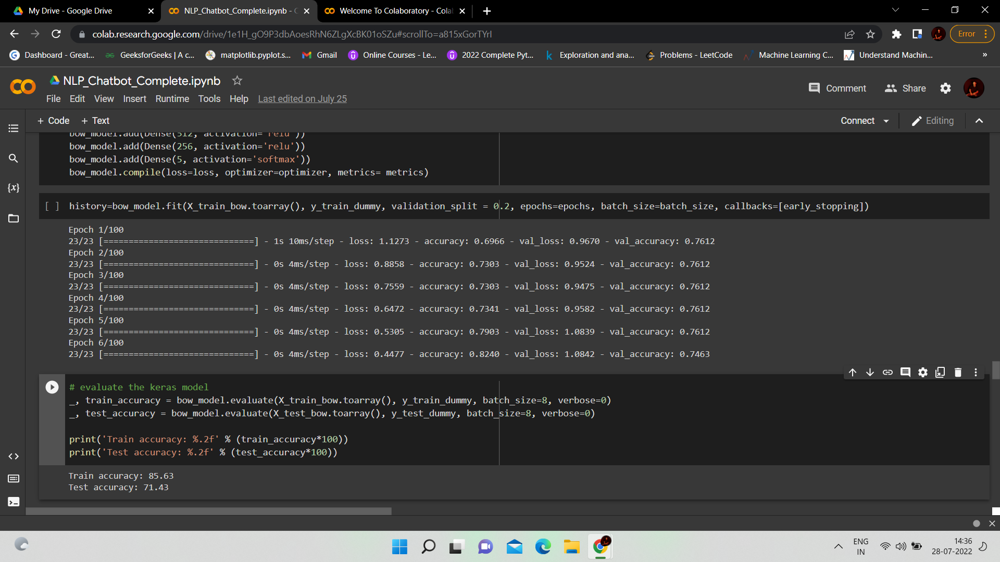 My Drive - Google Drive
NLP_Chatbot_Complete.ipynb - C
Welcome To Colaboratory - Cola
colab.research.google.com/drive/1e1H_gO9P3dbAoesRhN6ZLgXcBK01oSZu#scrollTo=a815xGorTYrI
Error
Dashboard - Great...
GeeksforGeeks | A c...
matplotlib.pyplot.s...
Gmail
Online Courses - Le...
2022 Complete Pyt...
Exploration and ana...
Problems - LeetCode
Machine Learning C...
Understand Machin...
»
NLP_Chatbot_Complete.ipynb
Comment
Share
File Edit View Insert Runtime Tools Help Last edited on July 25
+ Code + Text
Connect
Editing
bow_model.add(Dense(512, activation='relu'))
bow_model.add(Dense(256, activation='relu'))
bow_model.add(Dense(5, activation='softmax'))
bow_model.compile(loss=loss, optimizer=optimizer, metrics= metrics)
[ ] history=bow_model.fit(X_train_bow.toarray(), y_train_dummy, validation_split = 0.2, epochs=epochs, batch_size=batch_size, callbacks=[early_stopping])
Epoch 1/100
23/23 [==============================] - 1s 10ms/step - loss: 1.1273 - accuracy: 0.6966 - val_loss: 0.9670 - val_accuracy: 0.7612
Epoch 2/100
23/23 [==============================] - 0s 4ms/step - loss: 0.8858 - accuracy: 0.7303 - val_loss: 0.9524 - val_accuracy: 0.7612
Epoch 3/100
23/23 [==============================] - 0s 4ms/step - loss: 0.7559 - accuracy: 0.7303 - val_loss: 0.9475 - val_accuracy: 0.7612
Epoch 4/100
23/23 [==============================] - 0s 4ms/step - loss: 0.6472 - accuracy: 0.7341 - val_loss: 0.9582 - val_accuracy: 0.7612
Epoch 5/100
23/23 [==============================] - 0s 4ms/step - loss: 0.5305 - accuracy: 0.7903 - val_loss: 1.0839 - val_accuracy: 0.7612
Epoch 6/100
23/23 [==============================] - 0s 4ms/step - loss: 0.4477 - accuracy: 0.8240 - val_loss: 1.0842 - val_accuracy: 0.7463
# evaluate the keras model
_, train_accuracy = bow_model.evaluate(X_train_bow.toarray(), y_train_dummy, batch_size=8, verbose=0)
_, test_accuracy = bow_model.evaluate(X_test_bow.toarray(), y_test_dummy, batch_size=8, verbose=0)
print('Train accuracy: %.2f' % (train_accuracy*100))
print('Test accuracy: %.2f' % (test_accuracy*100))
Train accuracy: 85.63
Test accuracy: 71.43
ENG
IN
14:36
28-07-2022